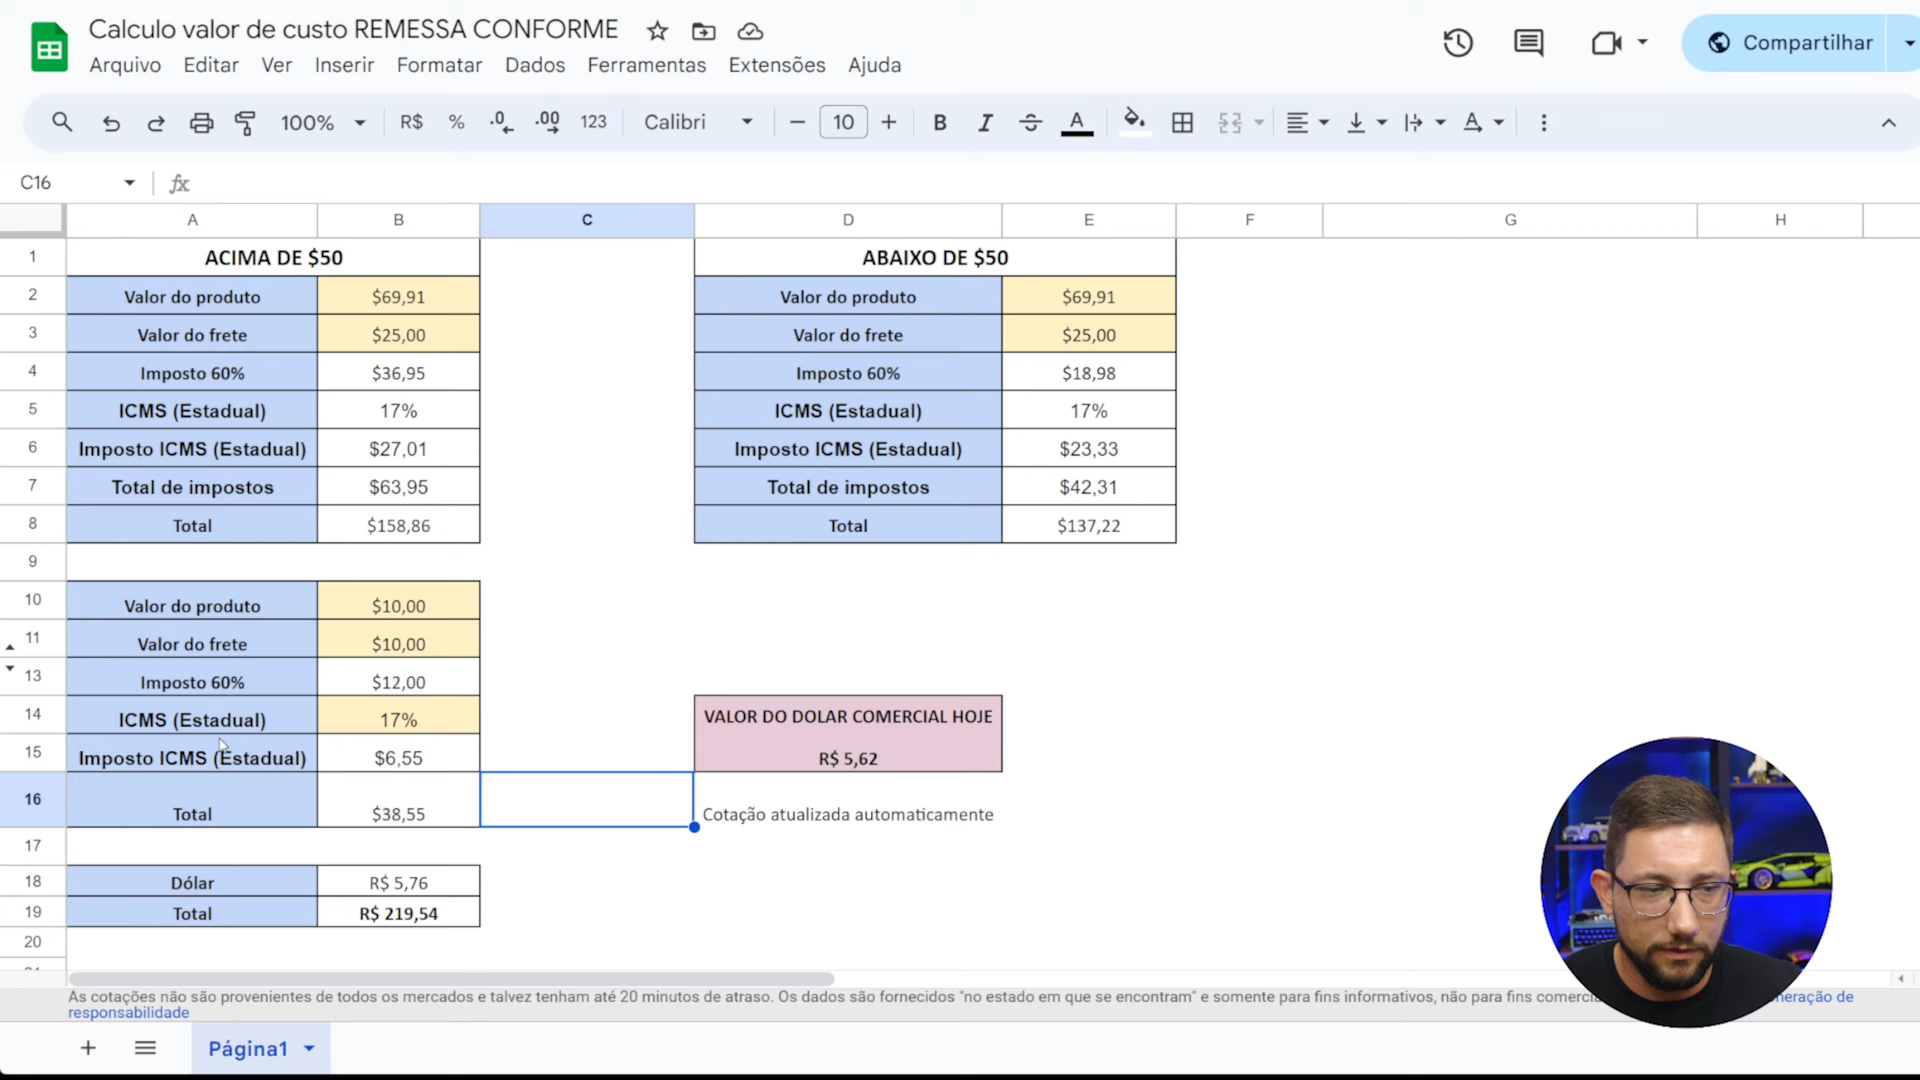 Calculo valor de custo REMESSA CONFORME
Arquivo Editar Ver Inserir Formatar Dados Ferramentas Extensões Ajuda
Compartilhar
100% R$ % .0 .00 123 Calibri 10 B I A
C16 fx
A B C D E F G H
1 ACIMA DE $50 ABAIXO DE $50
2 Valor do produto $69,91 Valor do produto $69,91
3 Valor do frete $25,00 Valor do frete $25,00
4 Imposto 60% $36,95 Imposto 60% $18,98
5 ICMS (Estadual) 17% ICMS (Estadual) 17%
6 Imposto ICMS (Estadual) $27,01 Imposto ICMS (Estadual) $23,33
7 Total de impostos $63,95 Total de impostos $42,31
8 Total $158,86 Total $137,22
9
10 Valor do produto $10,00
11 Valor do frete $10,00
13 Imposto 60% $12,00
14 ICMS (Estadual) 17% VALOR DO DOLAR COMERCIAL HOJE
15 Imposto ICMS (Estadual) $6,55 R$ 5,62
16 Total $38,55 Cotação atualizada automaticamente
17
18 Dólar R$ 5,76
19 Total R$ 219,54
20
As cotações não são provenientes de todos os mercados e talvez tenham até 20 minutos de atraso. Os dados são fornecidos "no estado em que se encontram" e somente para fins informativos, não para fins de
responsabilidade
Página1